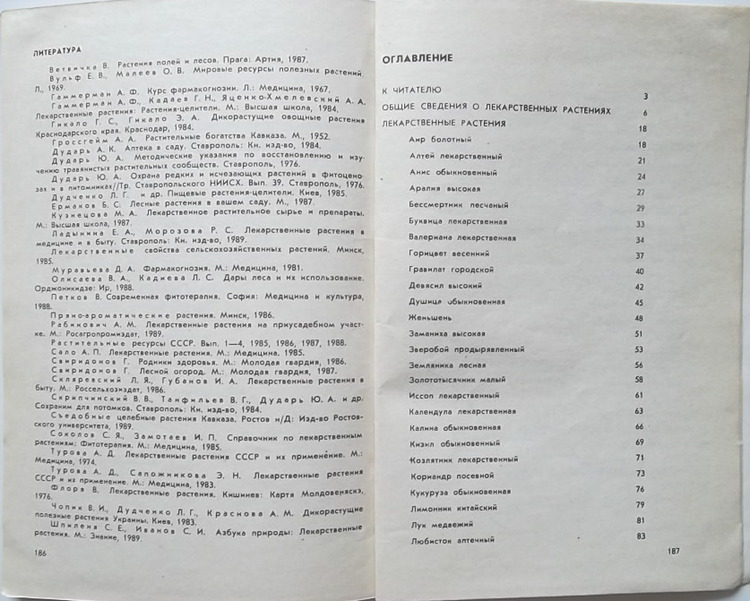 ЛИТЕРАТУРА
Ветвичка В. Растения полей и лесов. Прага: Артия, 1987.
Вульф Е. В., Малеев О. В. Мировые ресурсы полезных растений.
Л., 1969.
Гаммерман А. Ф. Курс фармакогнозии. Л.: Медицина, 1967.
Гаммерман А. Ф., Кадаев Г. Н., Яценко-Хмелевский А. А.
Лекарственные растения: Растения-целители. М.: Высшая школа, 1984.
Гикало Г. С., Гикало Э. А. Дикорастущие овощные растения
Краснодарского края. Краснодар, 1984.
Гроссгейм А. А. Растительные богатства Кавказа. М., 1952.
Дударь А. К. Аптека в саду. Ставрополь: Кн. изд-во, 1984.
Дударь Ю. А. Методические указания по восстановлению и изу-
чению травянистых растительных сообществ. Ставрополь, 1976.
Дударь Ю. А. Охрана редких и исчезающих растений в фитоцено-
зах и в питомниках//Тр. Ставропольского НИИСХ. Вып. 39. Ставрополь, 1976.
Дудченко Л. Г. и др. Пищевые растения-целители. Киев, 1985.
Ермаков Б. С. Лесные растения в вашем саду. М., 1987.
Кузнецова М. А. Лекарственное растительное сырье и препараты.
М.: Высшая школа, 1987.
Ладынина Е. А., Морозова Р. С. Лекарственные растения в
медицине и в быту. Ставрополь: Кн. изд-во, 1989.
Лекарственные свойства сельскохозяйственных растений. Минск,
1985.
Муравьева Д. А. Фармакогнозия. М.: Медицина, 1981.
Олисаева В. А., Кадиева Л. С. Дары леса и их использование.
Орджоникидзе: Ир, 1988.
Петков В. Современная фитотерапия. София: Медицина и культура,
1988.
Пряно-ароматические растения. Минск, 1986.
Рабинович А. М. Лекарственные растения на приусадебном участ-
ке. М.: Росагропромиздат, 1989.
Растительные ресурсы СССР. Вып. 1—4, 1985, 1986, 1987, 1988.
Сало А. П. Лекарственные растения. М.: Медицина. 1985.
Свиридонов Г. Родники здоровья. М.: Молодая гвардия, 1986.
Свиридонов Г. Лесной огород. М.: Молодая гвардия, 1987.
Скляревский Л. Я., Губанов И. А. Лекарственные растения в
быту. М.: Россельхозиздат, 1986.
Скрипчинский В. В., Танфильев В. Г., Дударь Ю. А. и др.
Сохраним для потомков. Ставрополь: Кн. изд-во, 1984.
Съедобные целебные растения Кавказа. Ростов н/Д: Изд-во Ростов-
ского университета, 1989.
Соколов С. Я., Замотаев И. П. Справочник по лекарственным
растениям: Фитотерапия. М.: Медицина, 1985.
Турова А. Д. Лекарственные растения СССР и их применение. М.:
Медицина, 1974.
Турова А. Д., Сапожникова Э. Н. Лекарственные растения
СССР и их применение. М.: Медицина, 1983.
Флоря В. Лекарственные растения. Кишинев: Картя Молдовеняскэ,
1976.
Чопик В. И., Дудченко Л. Г., Краснова А. М. Дикорастущие
полезные растения Украины. Киев, 1983.
Шпиленя С. Е., Иванов С. И. Азбука природы: Лекарственные
растения. М.: Знание, 1989.
186
ОГЛАВЛЕНИЕ
К ЧИТАТЕЛЮ 3
ОБЩИЕ СВЕДЕНИЯ О ЛЕКАРСТВЕННЫХ РАСТЕНИЯХ 6
ЛЕКАРСТВЕННЫЕ РАСТЕНИЯ 18
Аир болотный 18
Алтей лекарственный 21
Анис обыкновенный 24
Аралия высокая 27
Бессмертник песчаный 29
Буквица лекарственная 33
Валериана лекарственная 34
Горицвет весенний 37
Гравилат городской 40
Девясил высокий 42
Душица обыкновенная 45
Женьшень 48
Заманиха высокая 51
Зверобой продырявленный 53
Земляника лесная 56
Золототысячник малый 58
Иссоп лекарственный 61
Календула лекарственная 63
Калина обыкновенная 66
Кизил обыкновенный 69
Козлятник лекарственный 71
Кориандр посевной 73
Кукуруза обыкновенная 76
Лимонник китайский 79
Лук медвежий 81
Любисток аптечный 83
187